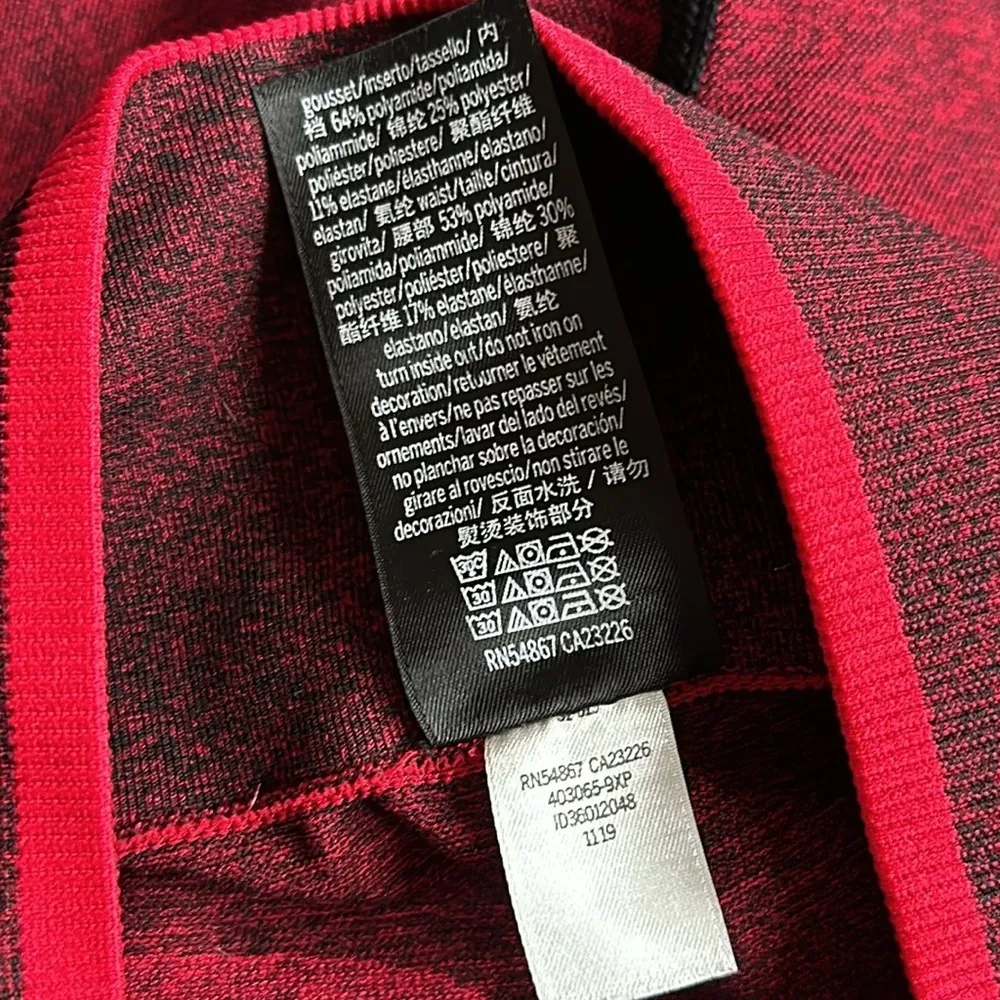 gousset/inserto/tassello/ 内
裆 64% polyamide/poliamida/
poliammide/ 锦纶 25% polyester/
poliéster/poliestere/ 聚酯纤维
11% elastane/élasthanne/elastano/
elastan/ 氨纶 waist/taille/cintura/
girovita/ 腰部 53% polyamide/
poliamida/poliammide/ 锦纶 30%
polyester/poliéster/poliestere/ 聚
酯纤维 17% elastane/élasthanne/
elastano/elastan/ 氨纶
turn inside out/do not iron on
decoration/retourner le vêtement
à l'envers/ne pas repasser sur les
ornements/lavar del lado del revés/
no planchar sobre la decoración/
girare al rovescio/non stirare le
decorazioni/ 反面水洗 / 请勿
熨烫装饰部分
30C
30
30
RN54867 CA23226
RN54867 CA23226
403065-9XP
ID36012048
1119